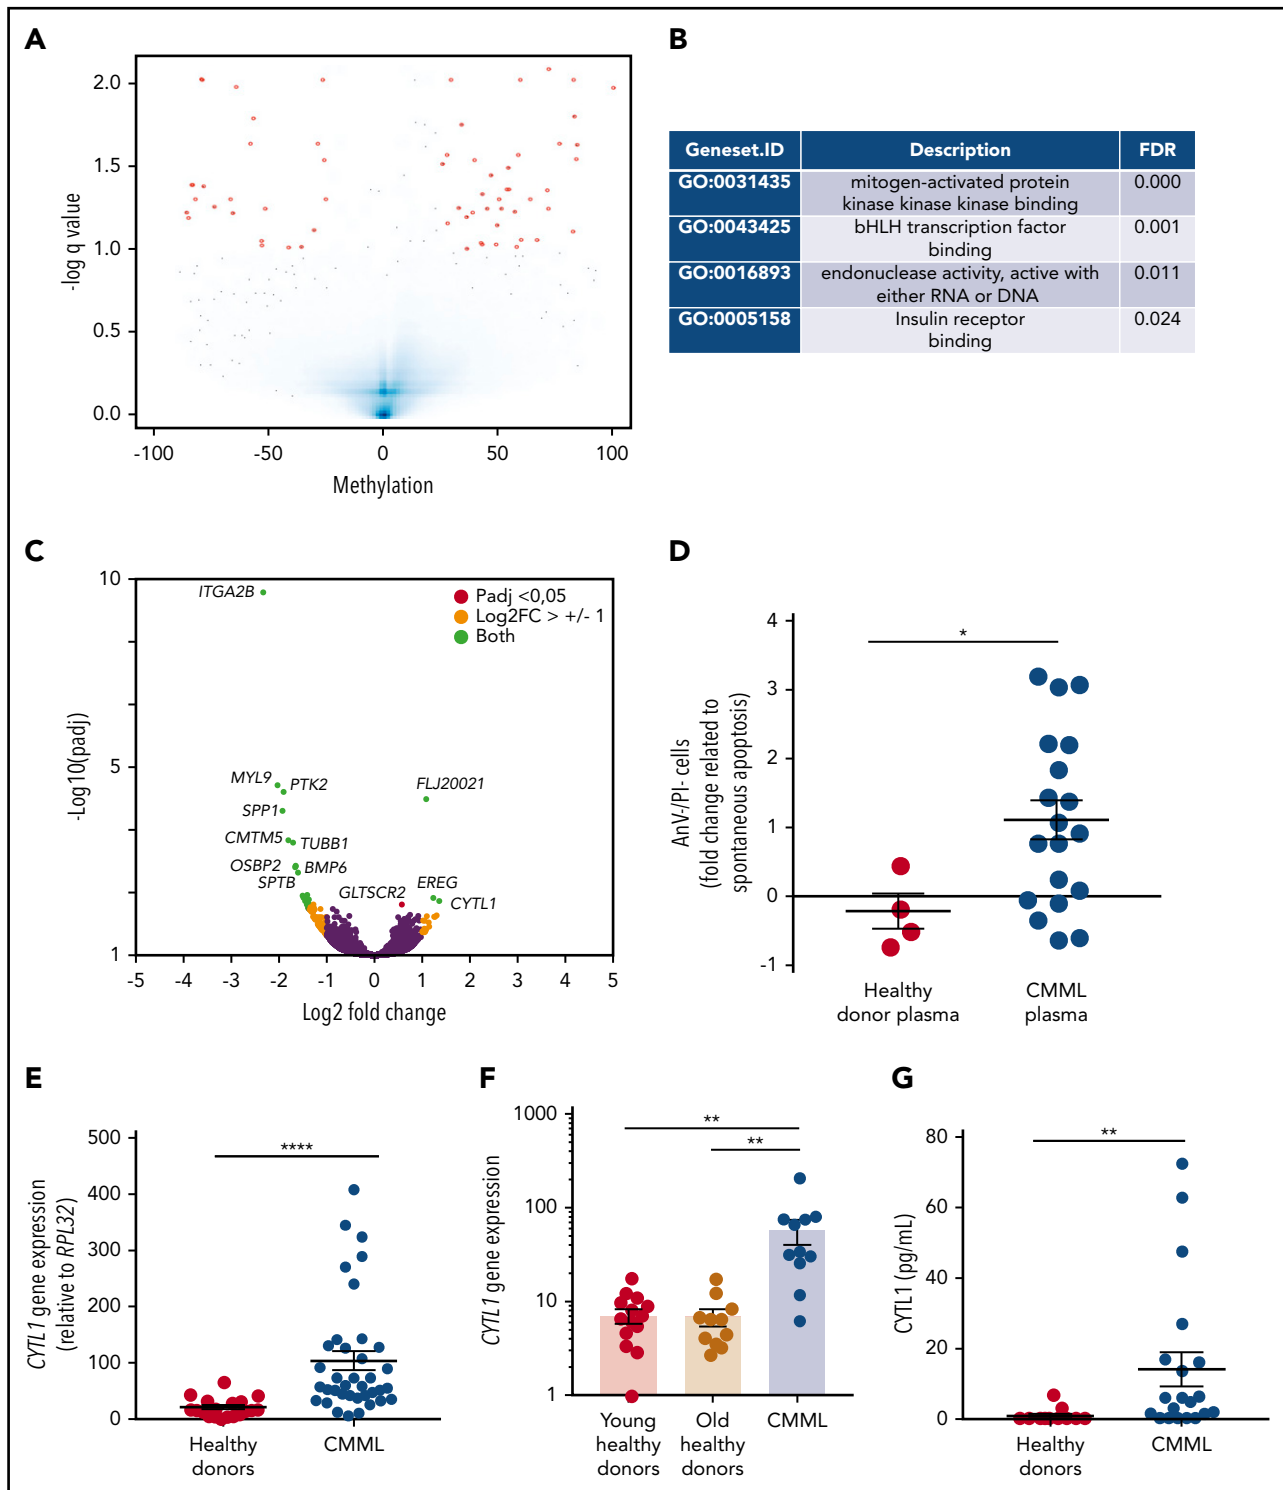 A
2.0
1.5
1.0
0.5
0.0
-log q value
-100
-50
0
50
100
Methylation
B
Geneset.ID Description FDR
GO:0031435 mitogen-activated protein 0.000
kinase kinase kinase binding
GO:0043425 bHLH transcription factor 0.001
binding
GO:0016893 endonuclease activity, active with 0.011
either RNA or DNA
GO:0005158 Insulin receptor 0.024
binding
C
10
5
1
-Log10(padj)
ITGA2B
Padj <0,05
Log2FC > +/- 1
Both
MYL9
PTK2
FLJ20021
SPP1
CMTM5
TUBB1
OSBP2
BMP6
SPTB
GLTSCR2
EREG
CYTL1
-5 -4 -3 -2 -1 0 1 2 3 4 5
Log2 fold change
D
4
3
2
1
0
-1
AnV-/PI- cells
(fold change related to
spontaneous apoptosis)
*
Healthy
donor plasma
CMML
plasma
E
500
400
300
200
100
0
CYTL1 gene expression
(relative to RPL32)
****
Healthy
donors
CMML
F
1000
100
10
1
CYTL1 gene expression
**
**
Young
healthy
donors
Old
healthy
donors
CMML
G
80
60
40
20
0
CYTL1 (pg/mL)
**
Healthy
donors
CMML